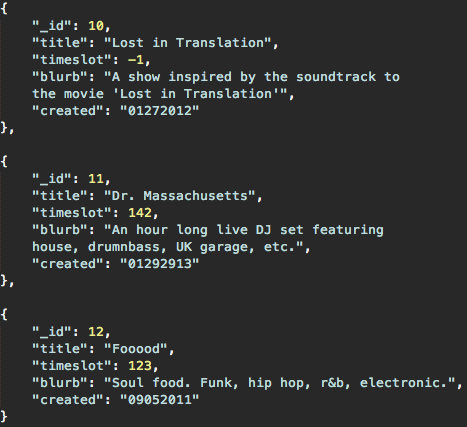 {
"_id": 10,
"title": "Lost in Translation",
"timeslot": -1,
"blurb": "A show inspired by the soundtrack to
the movie 'Lost in Translation'",
"created": "01272012"
},
{
"_id": 11,
"title": "Dr. Massachusetts",
"timeslot": 142,
"blurb": "An hour long live DJ set featuring
house, drumnbass, UK garage, etc.",
"created": "01292913"
},
{
"_id": 12,
"title": "Fooood",
"timeslot": 123,
"blurb": "Soul food. Funk, hip hop, r&b, electronic.",
"created": "09052011"
}